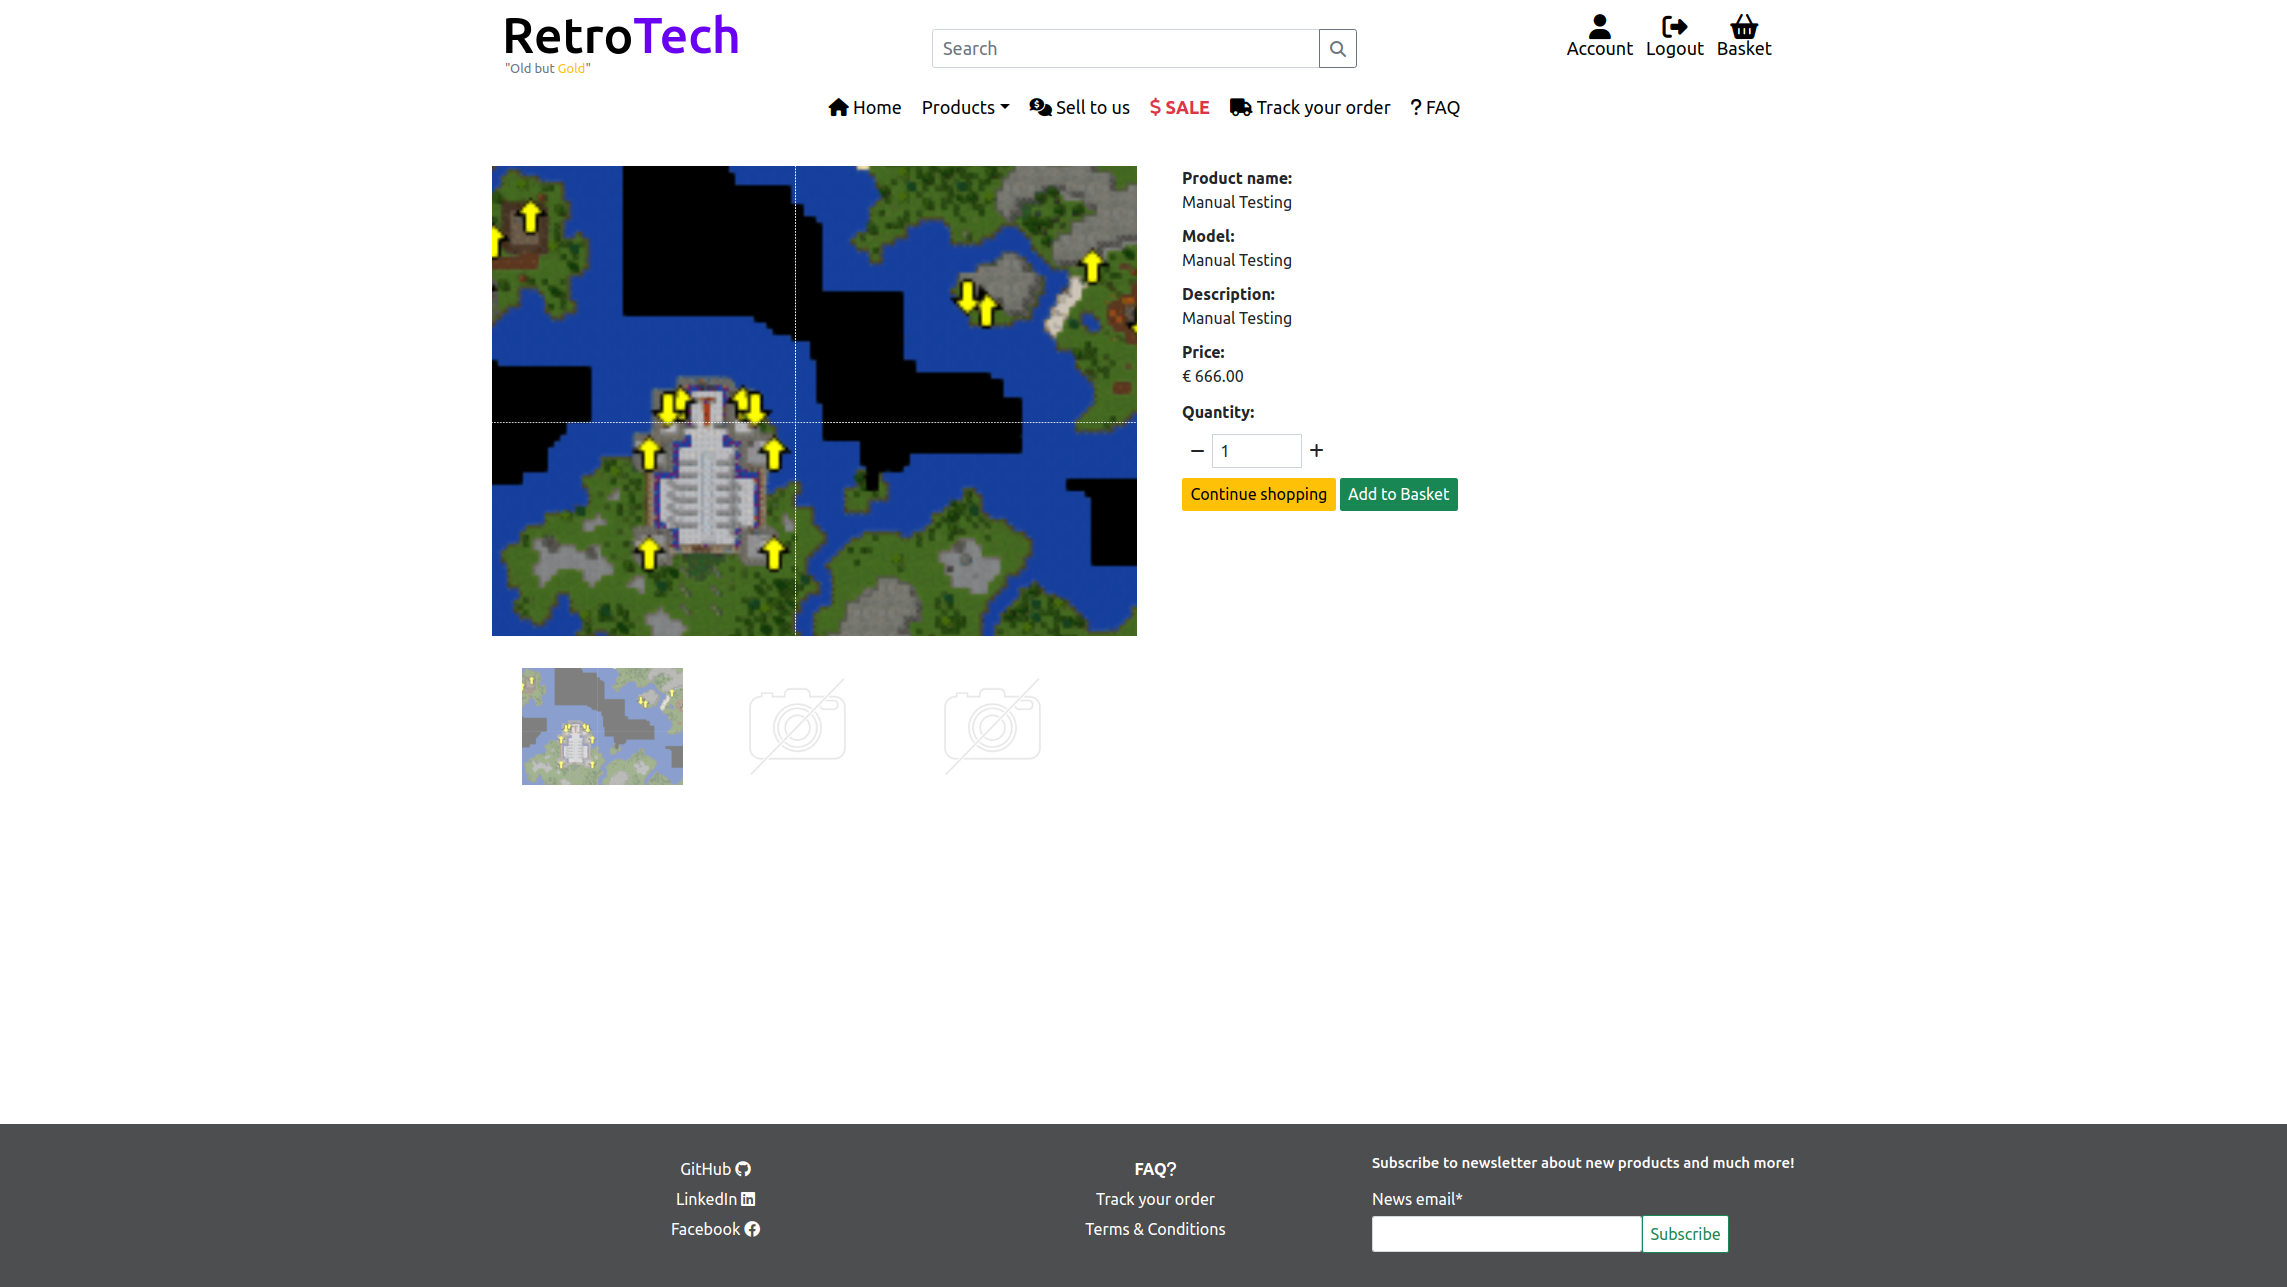 RetroTech
"Old but Gold"
Search
Account Logout Basket
Home Products Sell to us $ SALE Track your order ? FAQ
Product name:
Manual Testing
Model:
Manual Testing
Description:
Manual Testing
Price:
€ 666.00
Quantity:
1
Continue shopping Add to Basket
GitHub
LinkedIn
Facebook
FAQ?
Track your order
Terms & Conditions
Subscribe to newsletter about new products and much more!
News email*
Subscribe